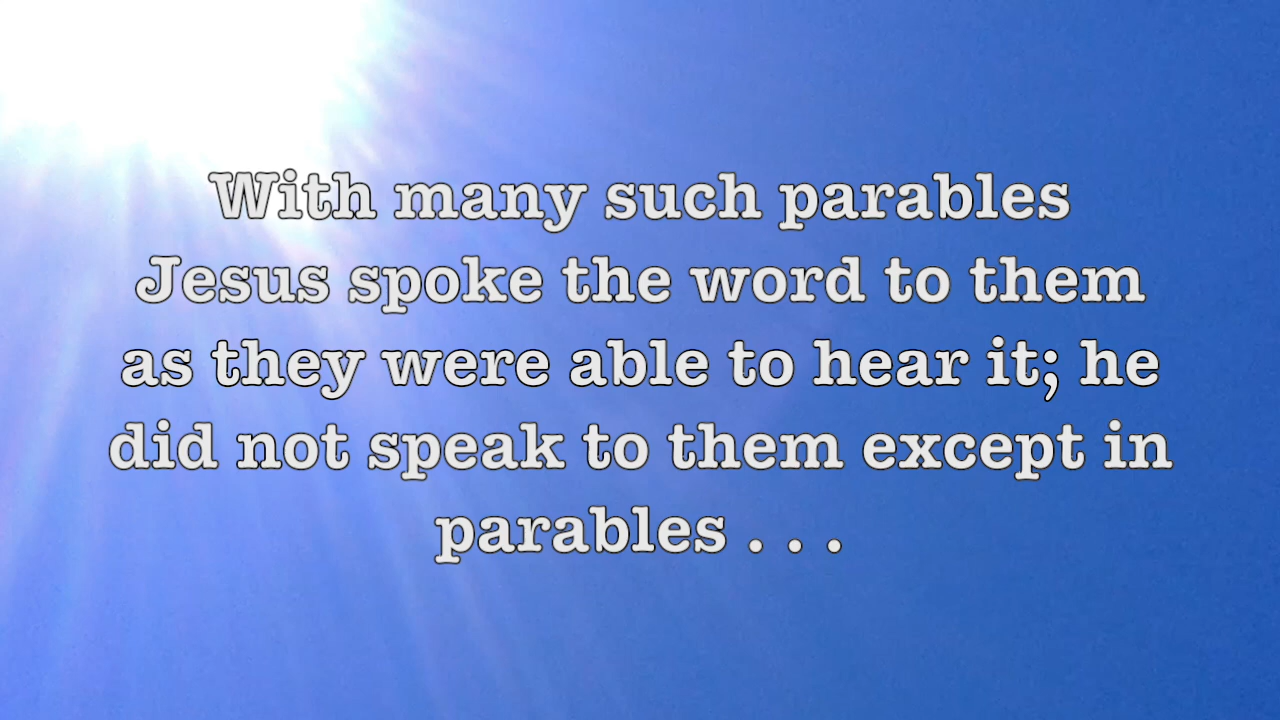 With many such parables
Jesus spoke the word to them
as they were able to hear it; he
did not speak to them except in
parables . . .